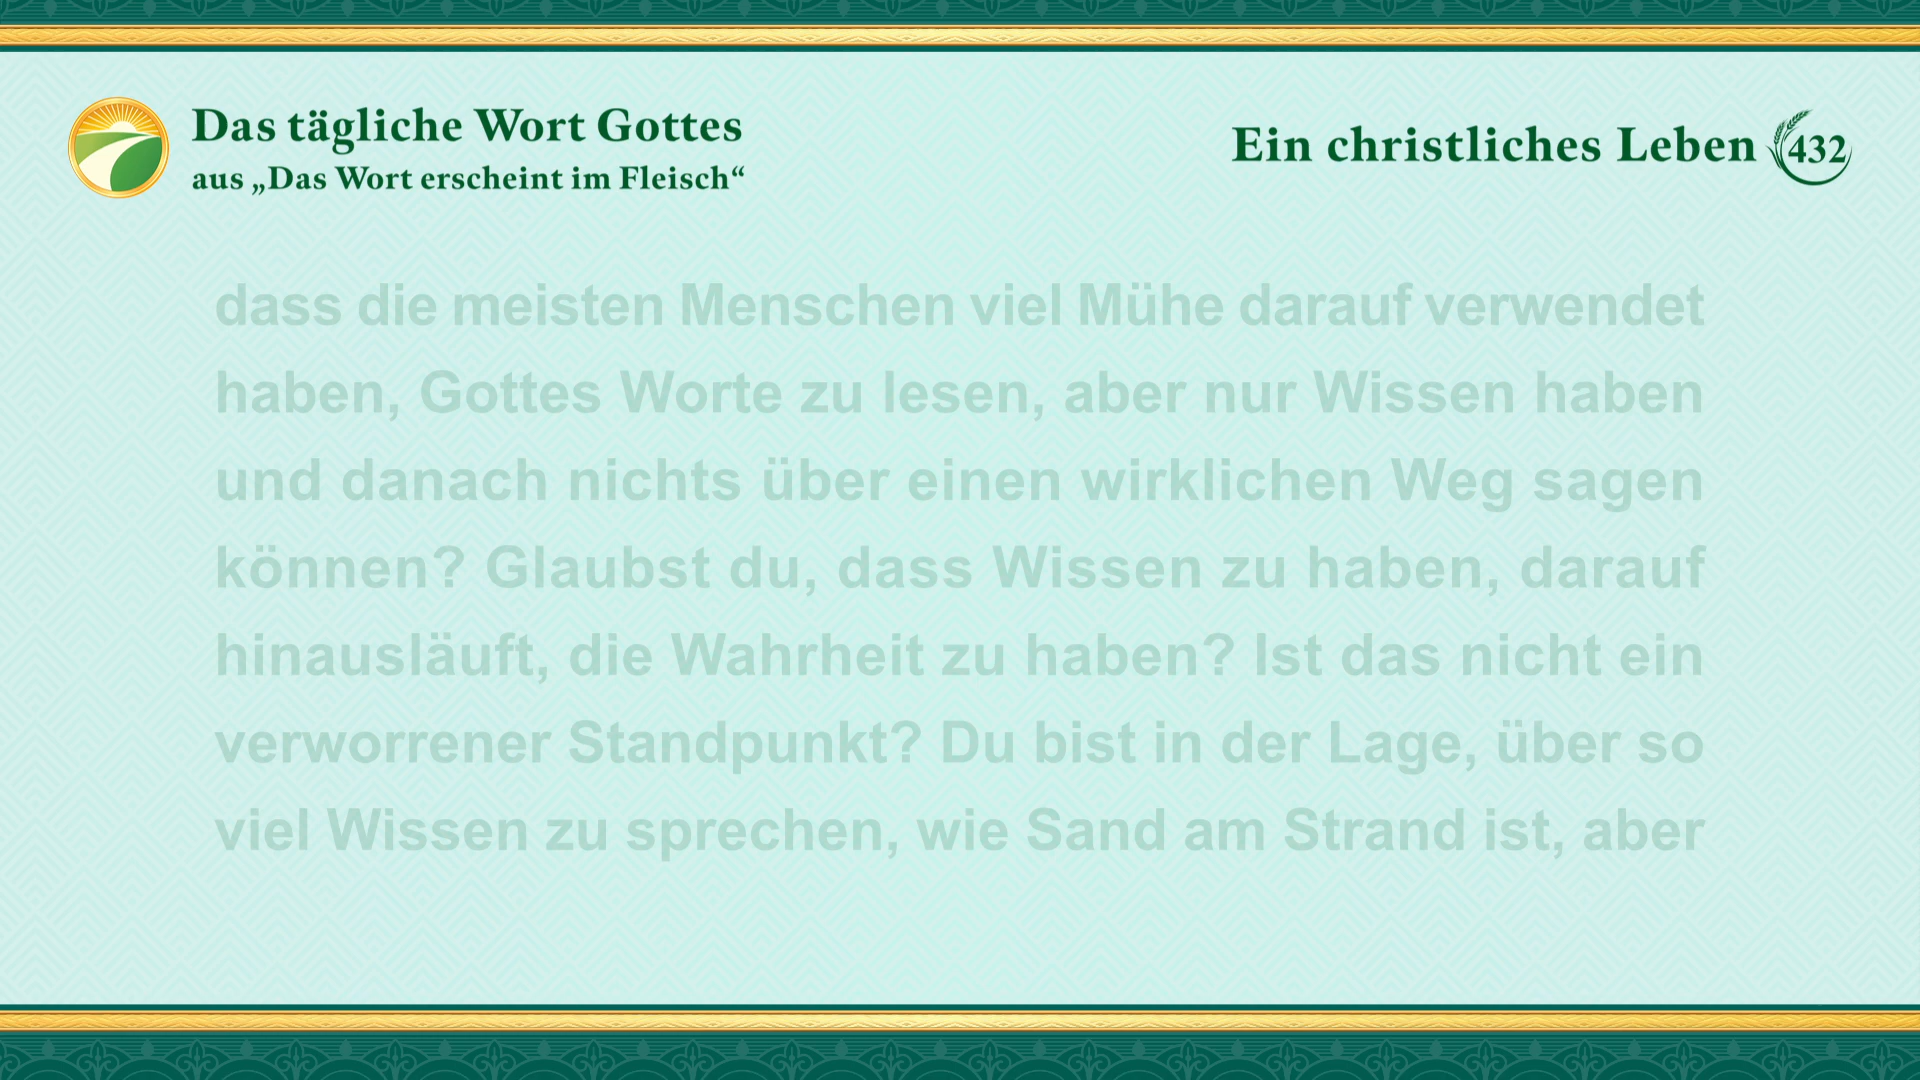 Das tägliche Wort Gottes
aus „Das Wort erscheint im Fleisch“
Ein christliches Leben 432
dass die meisten Menschen viel Mühe darauf verwendet
haben, Gottes Worte zu lesen, aber nur Wissen haben
und danach nichts über einen wirklichen Weg sagen
können? Glaubst du, dass Wissen zu haben, darauf
hinausläuft, die Wahrheit zu haben? Ist das nicht ein
verworrener Standpunkt? Du bist in der Lage, über so
viel Wissen zu sprechen, wie Sand am Strand ist, aber